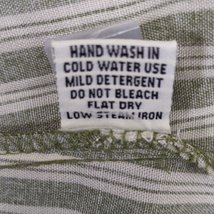 HAND WASH IN
COLD WATER USE
MILD DETERGENT
DO NOT BLEACH
FLAT DRY
LOW STEAM IRON